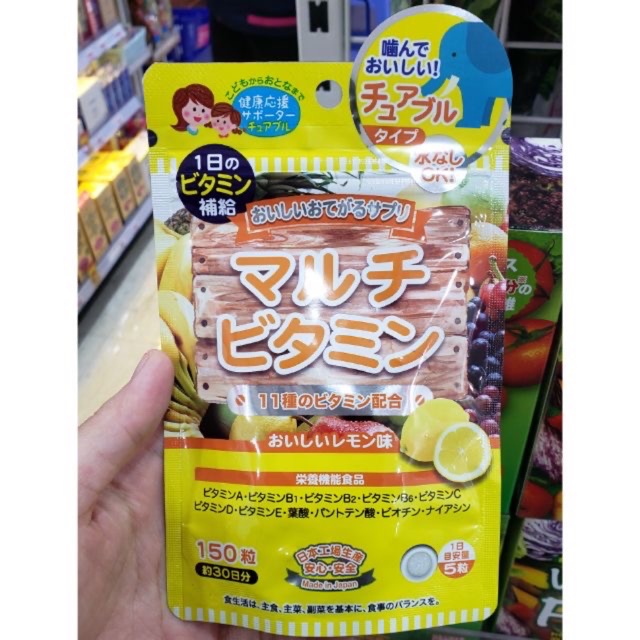 こどもからおとなまで
健康応援
サポーター
チュアブル
噛んで
おいしい!
チュアブル
タイプ
水なし
OK!
1日の
ビタミン
補給
おいしいおてがるサプリ
マルチ
ビタミン
11種のビタミン配合
おいしいレモン味
栄養機能食品
ビタミンA・ビタミンB1・ビタミンB2・ビタミンB6・ビタミンC
ビタミンD・ビタミンE・葉酸・パントテン酸・ビオチン・ナイアシン
150粒
約30日分
日本工場生産
安心・安全
Made in Japan
1日
目安量
5粒
食生活は、主食、主菜、副菜を基本に、食事のバランスを。